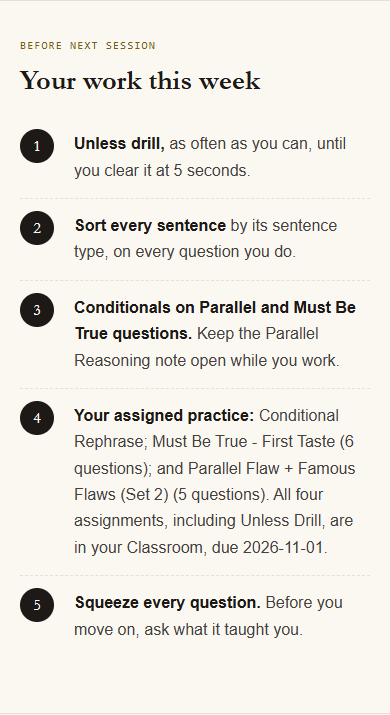 BEFORE NEXT SESSION
Your work this week
1
Unless drill, as often as you can, until
you clear it at 5 seconds.
2
Sort every sentence by its sentence
type, on every question you do.
3
Conditionals on Parallel and Must Be
True questions. Keep the Parallel
Reasoning note open while you work.
4
Your assigned practice: Conditional
Rephrase; Must Be True - First Taste (6
questions); and Parallel Flaw + Famous
Flaws (Set 2) (5 questions). All four
assignments, including Unless Drill, are
in your Classroom, due 2026-11-01.
5
Squeeze every question. Before you
move on, ask what it taught you.